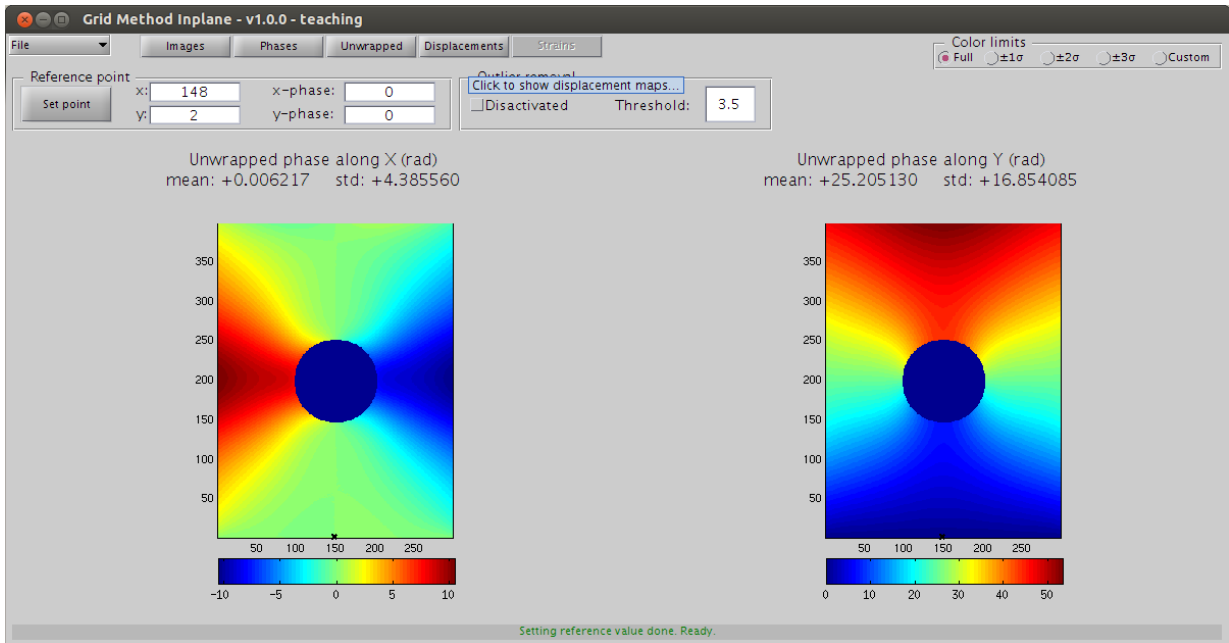 Grid Method Inplane - v1.0.0 - teaching
File Images Phases Unwrapped Displacements Strains
Color limits
Full ±1σ ±2σ ±3σ Custom
Reference point
Set point x: 148 x-phase: 0
y: 2 y-phase: 0
Outlier removal
Click to show displacement maps...
Disactivated Threshold: 3.5
Unwrapped phase along X (rad)
mean: +0.006217 std: +4.385560
350
300
250
200
150
100
50
50 100 150 200 250
-10 -5 0 5 10
Unwrapped phase along Y (rad)
mean: +25.205130 std: +16.854085
350
300
250
200
150
100
50
50 100 150 200 250
0 10 20 30 40 50
Setting reference value done. Ready.